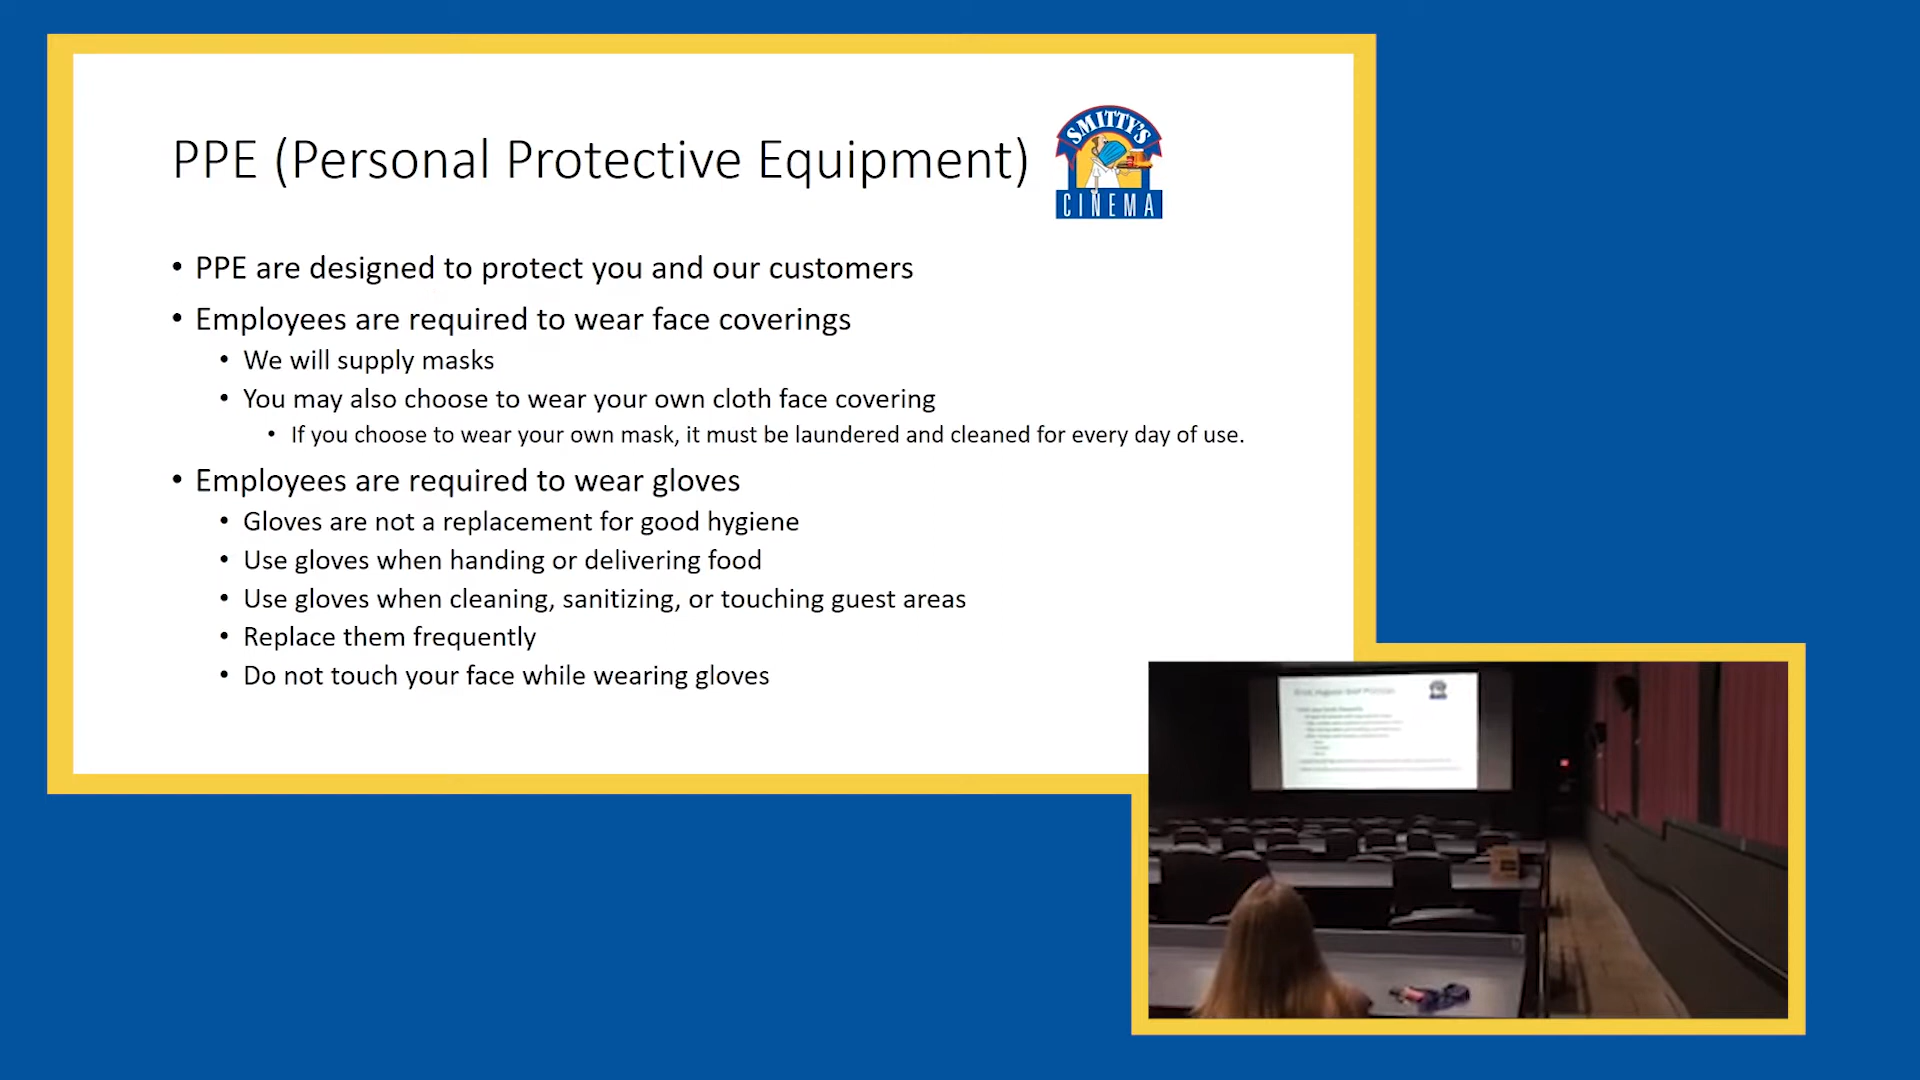 PPE (Personal Protective Equipment)
SMITTY'S
CINEMA
• PPE are designed to protect you and our customers
• Employees are required to wear face coverings
• We will supply masks
• You may also choose to wear your own cloth face covering
• If you choose to wear your own mask, it must be laundered and cleaned for every day of use.
• Employees are required to wear gloves
• Gloves are not a replacement for good hygiene
• Use gloves when handing or delivering food
• Use gloves when cleaning, sanitizing, or touching guest areas
• Replace them frequently
• Do not touch your face while wearing gloves